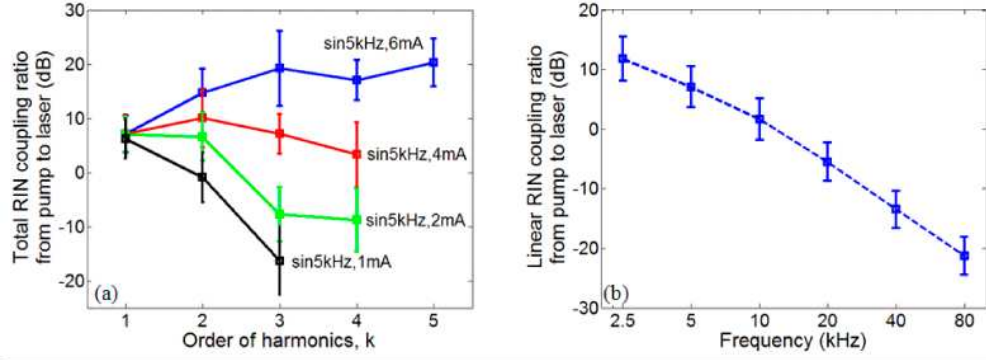 Total RIN coupling ratio
from pump to laser (dB)
30
20
10
0
-10
-20
sin5kHz,6mA
sin5kHz,4mA
sin5kHz,2mA
sin5kHz,1mA
(a)
1 2 3 4 5
Order of harmonics, k
Linear RIN coupling ratio
from pump to laser (dB)
20
10
0
-10
-20
-30
(b)
2.5 5 10 20 40 80
Frequency (kHz)